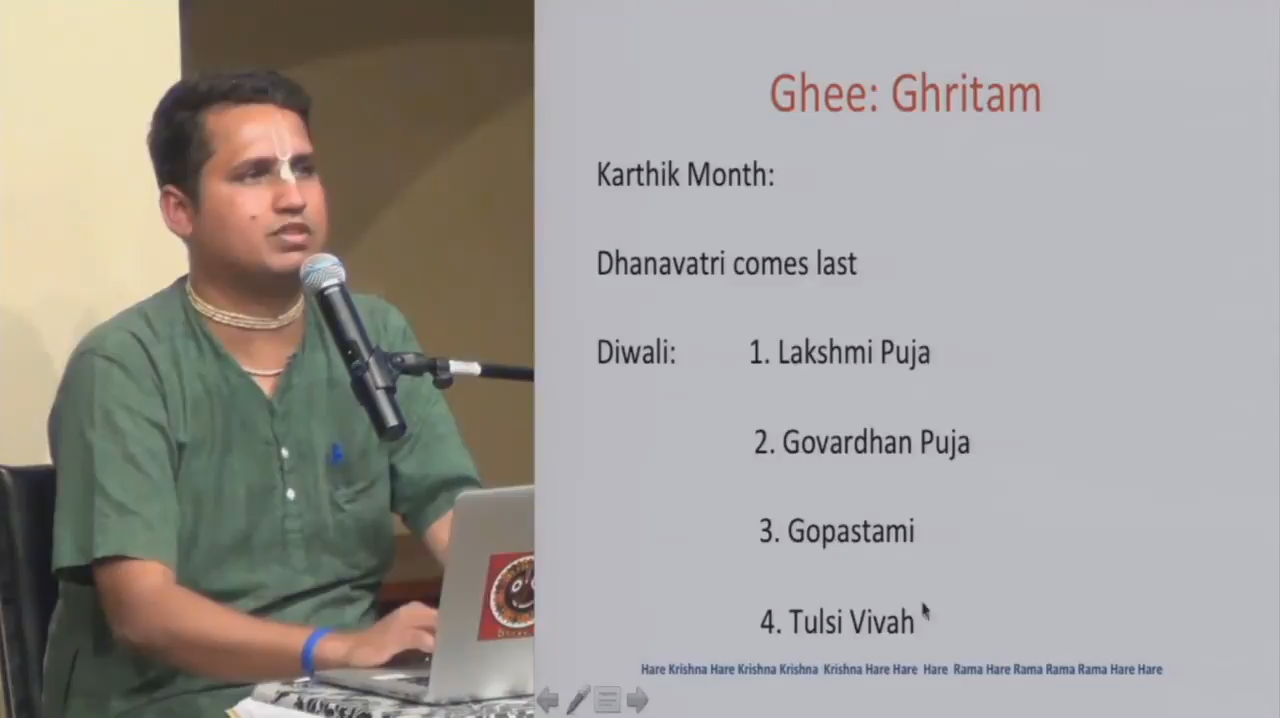 Ghee: Ghritam
Karthik Month:
Dhanavatri comes last
Diwali: 1. Lakshmi Puja
2. Govardhan Puja
3. Gopastami
4. Tulsi Vivah
Hare Krishna Hare Krishna Krishna Krishna Hare Hare Hare Rama Hare Rama Rama Rama Hare Hare